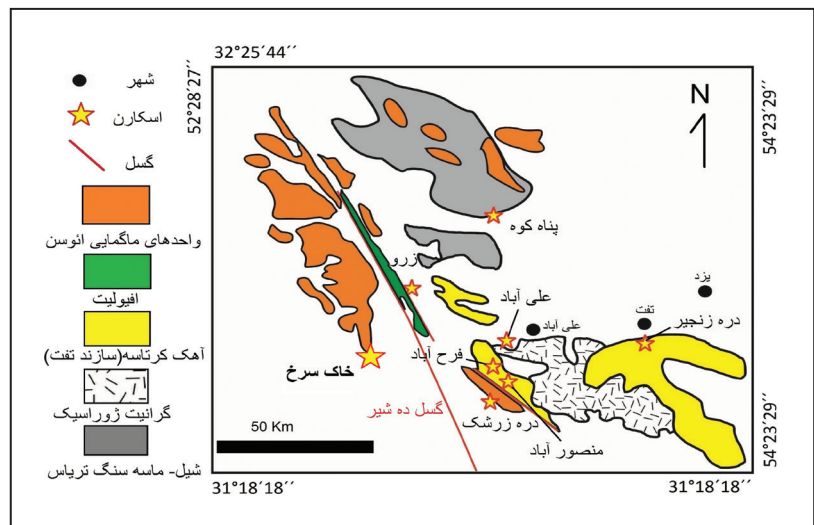 32°25´44´´
52°28´27´´
54°23´29´´
N
شهر
اسکارن
گسل
واحدهای ماگمایی ائوسن
افیولیت
آهک کرتاسه(سازند تفت)
گرانیت ژوراسیک
شیل- ماسه سنگ تریاس
پناه کوه
زرو
یزد
علی آباد
تفت
علی آباد
دره زنجیر
فرح آباد
خاک سرخ
گسل ده شیر
دره زرشک
منصور آباد
50 Km
54°23´29´´
31°18´18´´
31°18´18´´